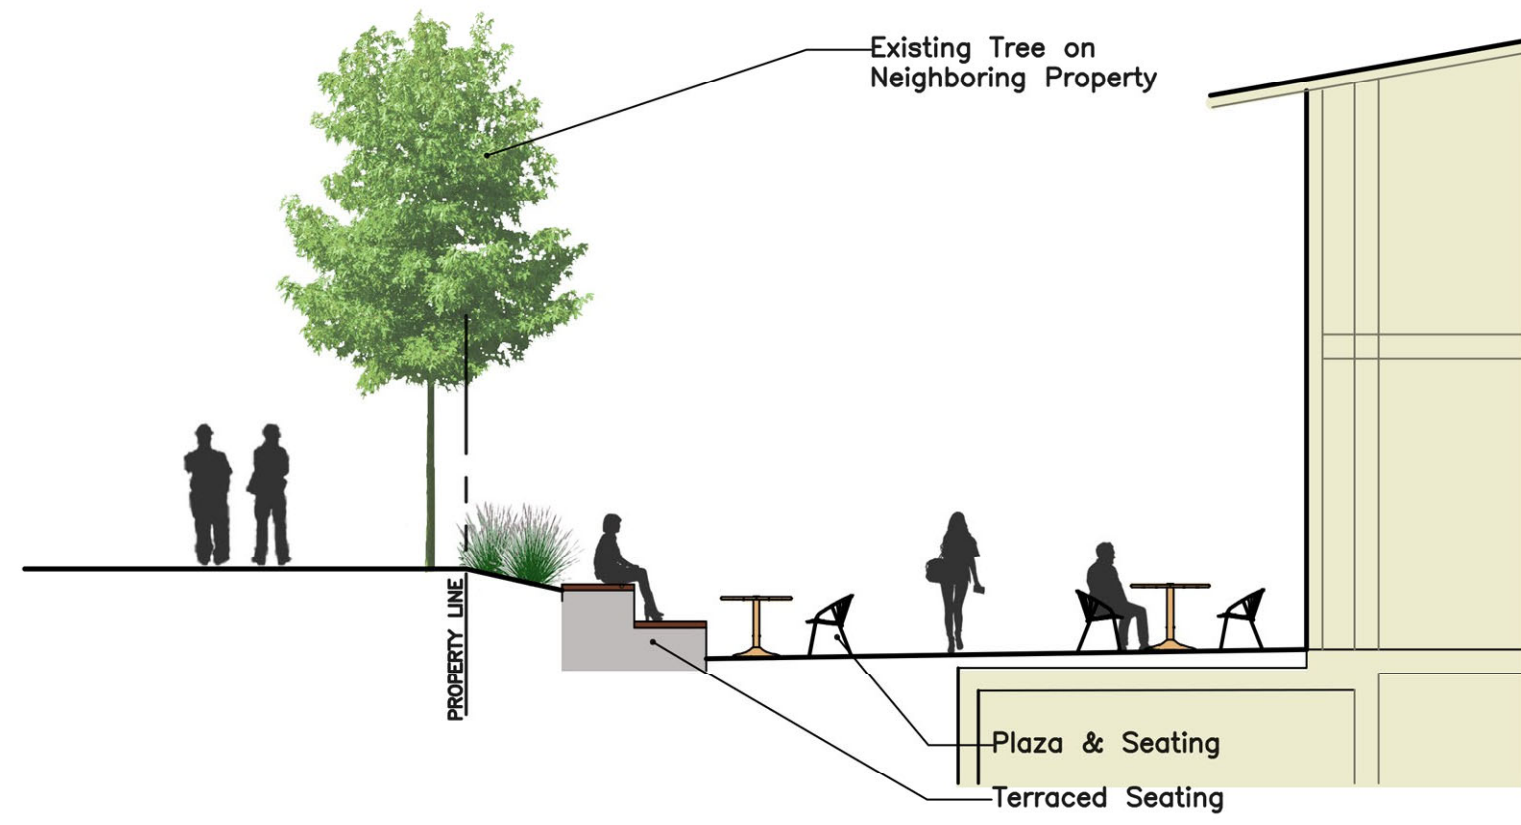 Existing Tree on
Neighboring Property
PROPERTY LINE
Plaza & Seating
Terraced Seating